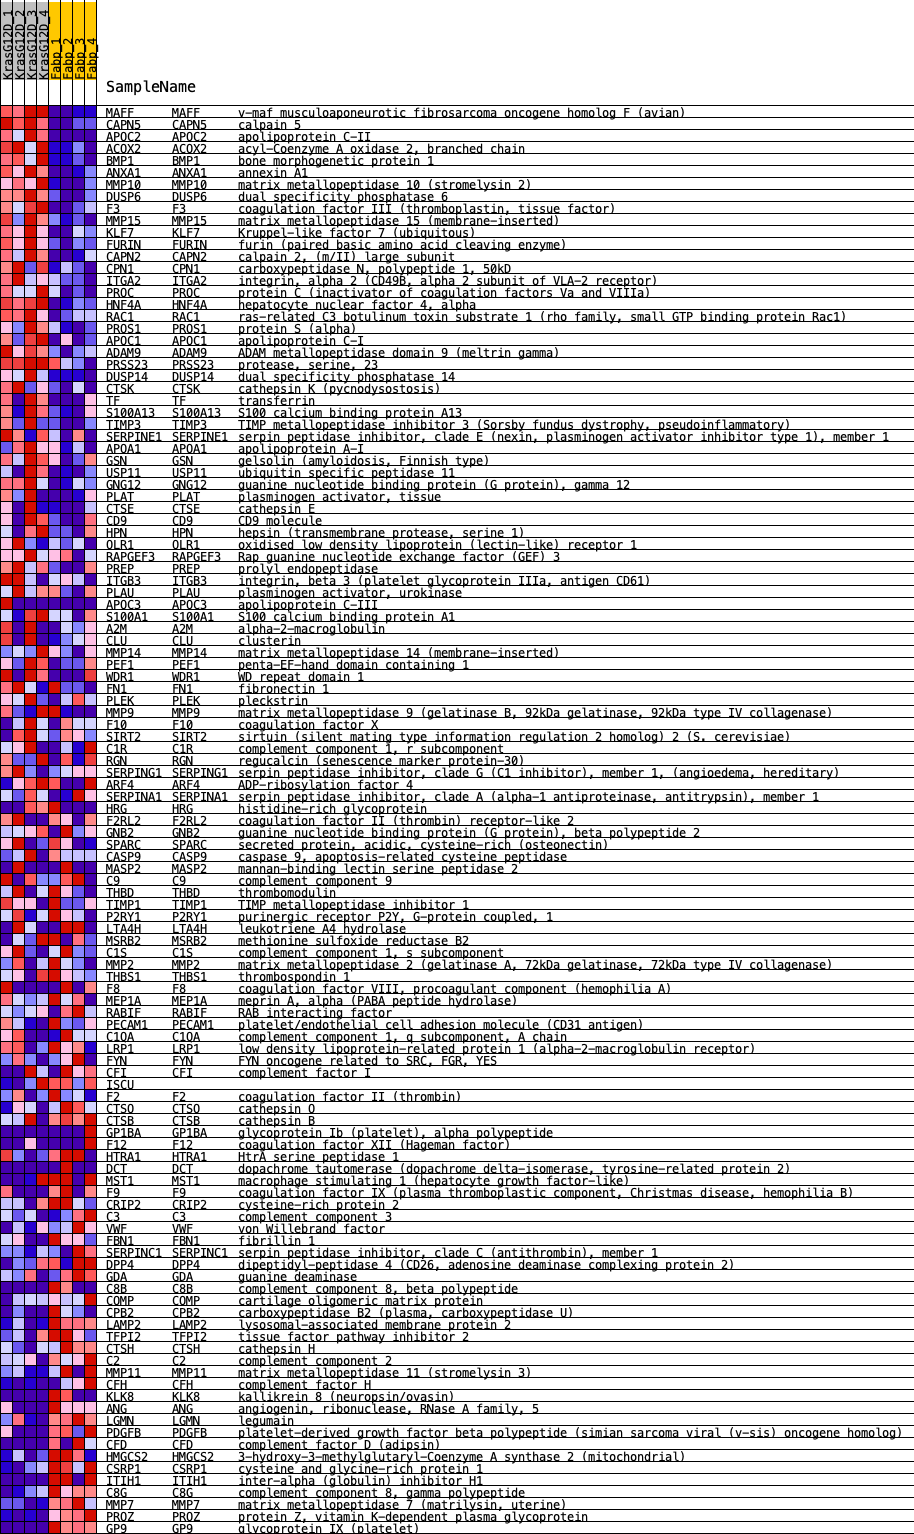 KrasG12D_1
KrasG12D_2
KrasG12D_3
KrasG12D_4
Fabp_1
Fabp_2
Fabp_3
Fabp_4
SampleName
MAFF MAFF v-maf musculoaponeurotic fibrosarcoma oncogene homolog F (avian)
CAPN5 CAPN5 calpain 5
APOC2 APOC2 apolipoprotein C-II
ACOX2 ACOX2 acyl-Coenzyme A oxidase 2, branched chain
BMP1 BMP1 bone morphogenetic protein 1
ANXA1 ANXA1 annexin A1
MMP10 MMP10 matrix metallopeptidase 10 (stromelysin 2)
DUSP6 DUSP6 dual specificity phosphatase 6
F3 F3 coagulation factor III (thromboplastin, tissue factor)
MMP15 MMP15 matrix metallopeptidase 15 (membrane-inserted)
KLF7 KLF7 Kruppel-like factor 7 (ubiquitous)
FURIN FURIN furin (paired basic amino acid cleaving enzyme)
CAPN2 CAPN2 calpain 2, (m/II) large subunit
CPN1 CPN1 carboxypeptidase N, polypeptide 1, 50kD
ITGA2 ITGA2 integrin, alpha 2 (CD49B, alpha 2 subunit of VLA-2 receptor)
PROC PROC protein C (inactivator of coagulation factors Va and VIIIa)
HNF4A HNF4A hepatocyte nuclear factor 4, alpha
RAC1 RAC1 ras-related C3 botulinum toxin substrate 1 (rho family, small GTP binding protein Rac1)
PROS1 PROS1 protein S (alpha)
APOC1 APOC1 apolipoprotein C-I
ADAM9 ADAM9 ADAM metallopeptidase domain 9 (meltrin gamma)
PRSS23 PRSS23 protease, serine, 23
DUSP14 DUSP14 dual specificity phosphatase 14
CTSK CTSK cathepsin K (pycnodysostosis)
TF TF transferrin
S100A13 S100A13 S100 calcium binding protein A13
TIMP3 TIMP3 TIMP metallopeptidase inhibitor 3 (Sorsby fundus dystrophy, pseudoinflammatory)
SERPINE1 SERPINE1 serpin peptidase inhibitor, clade E (nexin, plasminogen activator inhibitor type 1), member 1
APOA1 APOA1 apolipoprotein A-I
GSN GSN gelsolin (amyloidosis, Finnish type)
USP11 USP11 ubiquitin specific peptidase 11
GNG12 GNG12 guanine nucleotide binding protein (G protein), gamma 12
PLAT PLAT plasminogen activator, tissue
CTSE CTSE cathepsin E
CD9 CD9 CD9 molecule
HPN HPN hepsin (transmembrane protease, serine 1)
OLR1 OLR1 oxidised low density lipoprotein (lectin-like) receptor 1
RAPGEF3 RAPGEF3 Rap guanine nucleotide exchange factor (GEF) 3
PREP PREP prolyl endopeptidase
ITGB3 ITGB3 integrin, beta 3 (platelet glycoprotein IIIa, antigen CD61)
PLAU PLAU plasminogen activator, urokinase
APOC3 APOC3 apolipoprotein C-III
S100A1 S100A1 S100 calcium binding protein A1
A2M A2M alpha-2-macroglobulin
CLU CLU clusterin
MMP14 MMP14 matrix metallopeptidase 14 (membrane-inserted)
PEF1 PEF1 penta-EF-hand domain containing 1
WDR1 WDR1 WD repeat domain 1
FN1 FN1 fibronectin 1
PLEK PLEK pleckstrin
MMP9 MMP9 matrix metallopeptidase 9 (gelatinase B, 92kDa gelatinase, 92kDa type IV collagenase)
F10 F10 coagulation factor X
SIRT2 SIRT2 sirtuin (silent mating type information regulation 2 homolog) 2 (S. cerevisiae)
C1R C1R complement component 1, r subcomponent
RGN RGN regucalcin (senescence marker protein-30)
SERPING1 SERPING1 serpin peptidase inhibitor, clade G (C1 inhibitor), member 1, (angioedema, hereditary)
ARF4 ARF4 ADP-ribosylation factor 4
SERPINA1 SERPINA1 serpin peptidase inhibitor, clade A (alpha-1 antiproteinase, antitrypsin), member 1
HRG HRG histidine-rich glycoprotein
F2RL2 F2RL2 coagulation factor II (thrombin) receptor-like 2
GNB2 GNB2 guanine nucleotide binding protein (G protein), beta polypeptide 2
SPARC SPARC secreted protein, acidic, cysteine-rich (osteonectin)
CASP9 CASP9 caspase 9, apoptosis-related cysteine peptidase
MASP2 MASP2 mannan-binding lectin serine peptidase 2
C9 C9 complement component 9
THBD THBD thrombomodulin
TIMP1 TIMP1 TIMP metallopeptidase inhibitor 1
P2RY1 P2RY1 purinergic receptor P2Y, G-protein coupled, 1
LTA4H LTA4H leukotriene A4 hydrolase
MSRB2 MSRB2 methionine sulfoxide reductase B2
C1S C1S complement component 1, s subcomponent
MMP2 MMP2 matrix metallopeptidase 2 (gelatinase A, 72kDa gelatinase, 72kDa type IV collagenase)
THBS1 THBS1 thrombospondin 1
F8 F8 coagulation factor VIII, procoagulant component (hemophilia A)
MEP1A MEP1A meprin A, alpha (PABA peptide hydrolase)
RABIF RABIF RAB interacting factor
PECAM1 PECAM1 platelet/endothelial cell adhesion molecule (CD31 antigen)
C1QA C1QA complement component 1, q subcomponent, A chain
LRP1 LRP1 low density lipoprotein-related protein 1 (alpha-2-macroglobulin receptor)
FYN FYN FYN oncogene related to SRC, FGR, YES
CFI CFI complement factor I
ISCU
F2 F2 coagulation factor II (thrombin)
CTSO CTSO cathepsin O
CTSB CTSB cathepsin B
GP1BA GP1BA glycoprotein Ib (platelet), alpha polypeptide
F12 F12 coagulation factor XII (Hageman factor)
HTRA1 HTRA1 HtrA serine peptidase 1
DCT DCT dopachrome tautomerase (dopachrome delta-isomerase, tyrosine-related protein 2)
MST1 MST1 macrophage stimulating 1 (hepatocyte growth factor-like)
F9 F9 coagulation factor IX (plasma thromboplastic component, Christmas disease, hemophilia B)
CRIP2 CRIP2 cysteine-rich protein 2
C3 C3 complement component 3
VWF VWF von Willebrand factor
FBN1 FBN1 fibrillin 1
SERPINC1 SERPINC1 serpin peptidase inhibitor, clade C (antithrombin), member 1
DPP4 DPP4 dipeptidyl-peptidase 4 (CD26, adenosine deaminase complexing protein 2)
GDA GDA guanine deaminase
C8B C8B complement component 8, beta polypeptide
COMP COMP cartilage oligomeric matrix protein
CPB2 CPB2 carboxypeptidase B2 (plasma, carboxypeptidase U)
LAMP2 LAMP2 lysosomal-associated membrane protein 2
TFPI2 TFPI2 tissue factor pathway inhibitor 2
CTSH CTSH cathepsin H
C2 C2 complement component 2
MMP11 MMP11 matrix metallopeptidase 11 (stromelysin 3)
CFH CFH complement factor H
KLK8 KLK8 kallikrein 8 (neuropsin/ovasin)
ANG ANG angiogenin, ribonuclease, RNase A family, 5
LGMN LGMN legumain
PDGFB PDGFB platelet-derived growth factor beta polypeptide (simian sarcoma viral (v-sis) oncogene homolog)
CFD CFD complement factor D (adipsin)
HMGCS2 HMGCS2 3-hydroxy-3-methylglutaryl-Coenzyme A synthase 2 (mitochondrial)
CSRP1 CSRP1 cysteine and glycine-rich protein 1
ITIH1 ITIH1 inter-alpha (globulin) inhibitor H1
C8G C8G complement component 8, gamma polypeptide
MMP7 MMP7 matrix metallopeptidase 7 (matrilysin, uterine)
PROZ PROZ protein Z, vitamin K-dependent plasma glycoprotein
GP9 GP9 glycoprotein IX (platelet)